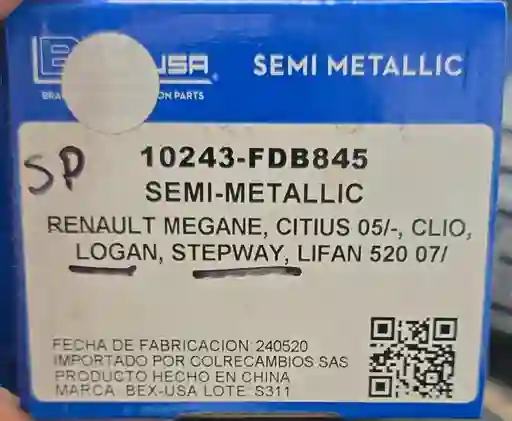 USA
SEMI METALLIC
BRA ON PARTS
SP
10243-FDB845
SEMI-METALLIC
RENAULT MEGANE, CITIUS 05/-, CLIO,
LOGAN, STEPWAY, LIFAN 520 07/
FECHA DE FABRICACION 240520
IMPORTADO POR COLRECAMBIOS SAS
PRODUCTO HECHO EN CHINA
MARCA BEX-USA LOTE S311